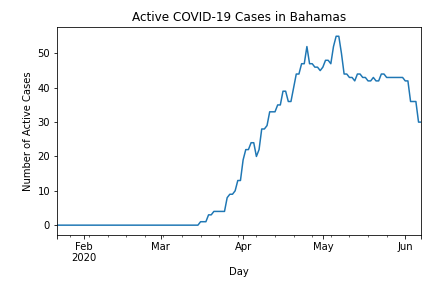 Active COVID-19 Cases in Bahamas
Number of Active Cases
50
40
30
20
10
0
Feb Mar Apr May Jun
2020
Day